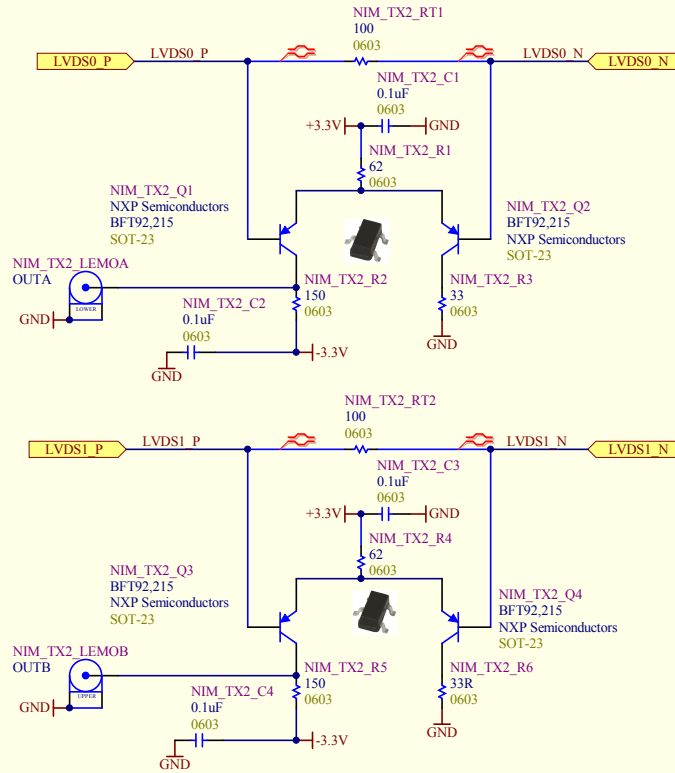 NIM_TX2_RT1
100
0603
LVDS0_P
LVDS0_P
LVDS0_N
LVDS0_N
NIM_TX2_C1
0.1uF
0603
+3.3V
GND
NIM_TX2_R1
62
0603
NIM_TX2_Q1
NXP Semiconductors
BFT92,215
SOT-23
NIM_TX2_Q2
BFT92,215
NXP Semiconductors
SOT-23
NIM_TX2_LEMOA
OUTA
LOWER
GND
NIM_TX2_R2
150
0603
NIM_TX2_R3
33
0603
GND
NIM_TX2_C2
0.1uF
0603
GND
-3.3V
NIM_TX2_RT2
100
0603
LVDS1_P
LVDS1_P
LVDS1_N
LVDS1_N
NIM_TX2_C3
0.1uF
0603
+3.3V
GND
NIM_TX2_R4
62
0603
NIM_TX2_Q3
BFT92,215
NXP Semiconductors
SOT-23
NIM_TX2_Q4
BFT92,215
NXP Semiconductors
SOT-23
NIM_TX2_LEMOB
OUTB
UPPER
GND
NIM_TX2_R5
150
0603
NIM_TX2_R6
33R
0603
GND
NIM_TX2_C4
0.1uF
0603
GND
-3.3V